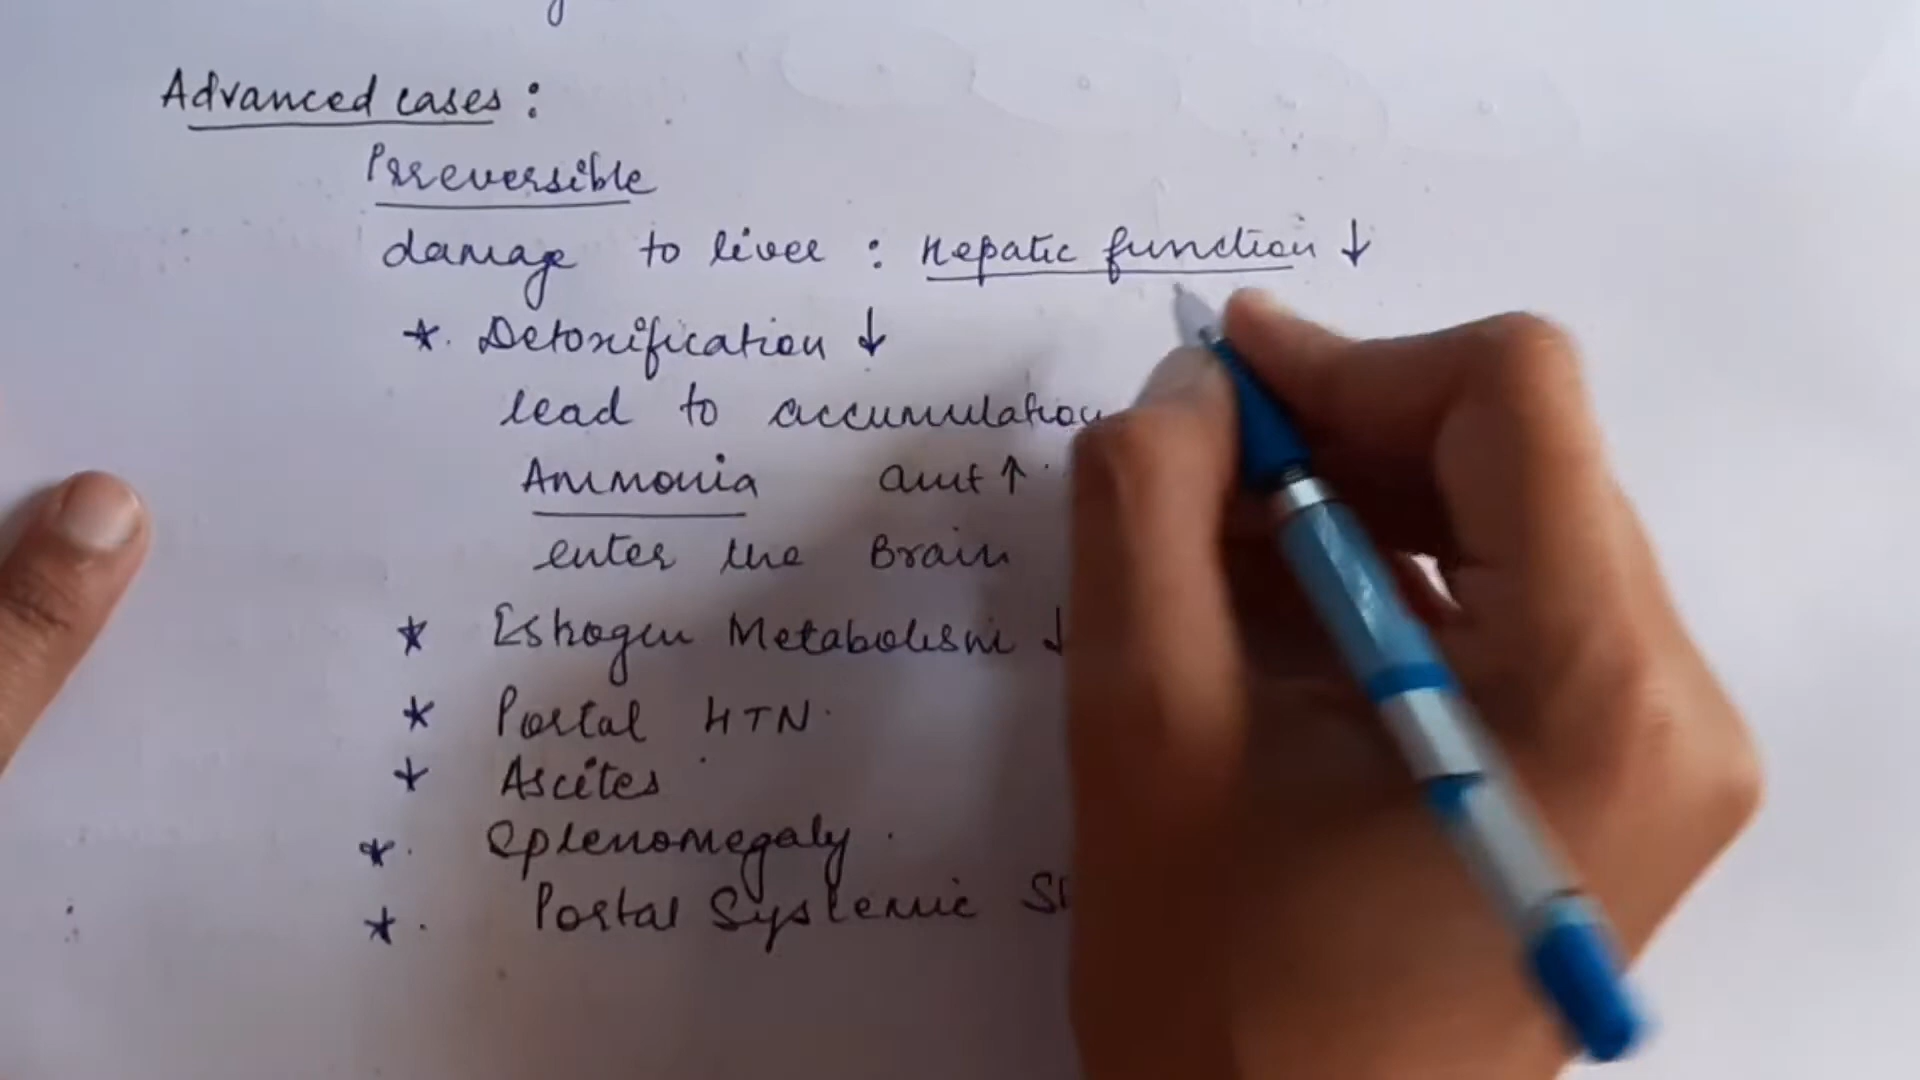 Advanced cases :
Irreversible
damage to liver : Hepatic function ↓
* Detoxification ↓
lead to accumulation
Ammonia amt ↑
enter the Brain
* Estrogen Metabolism ↓
* Portal HTN
* Ascites
* Splenomegaly
* Portal Systemic